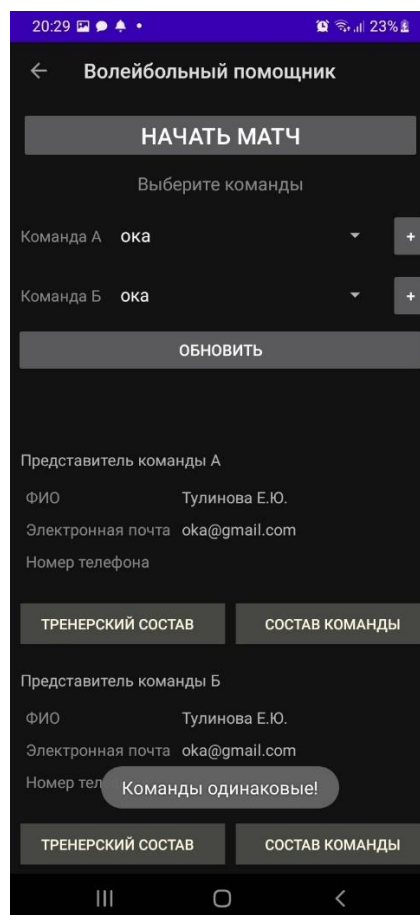 20:29 23%
Волейбольный помощник
НАЧАТЬ МАТЧ
Выберите команды
Команда А ока +
Команда Б ока +
ОБНОВИТЬ
Представитель команды А
ФИО Тулинова Е.Ю.
Электронная почта oka@gmail.com
Номер телефона
ТРЕНЕРСКИЙ СОСТАВ СОСТАВ КОМАНДЫ
Представитель команды Б
ФИО Тулинова Е.Ю.
Электронная почта oka@gmail.com
Номер тел
Команды одинаковые!
ТРЕНЕРСКИЙ СОСТАВ СОСТАВ КОМАНДЫ